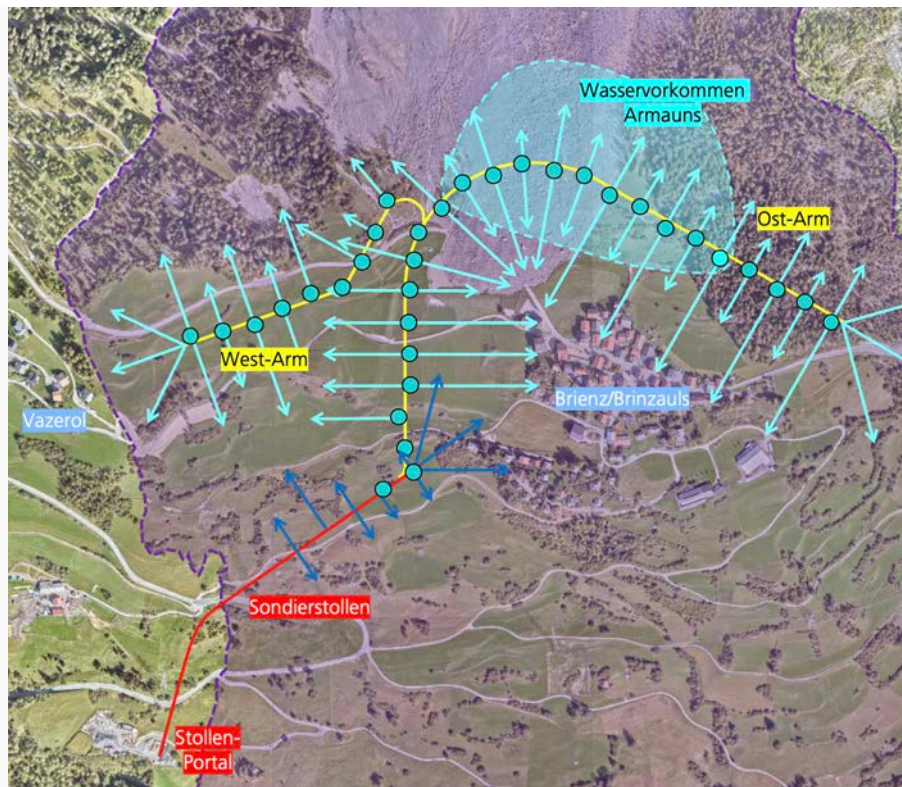 Wasservorkommen
Armauns
Ost-Arm
West-Arm
Brienz/Brinzauls
Vazerol
Sondierstollen
Stollen-
Portal